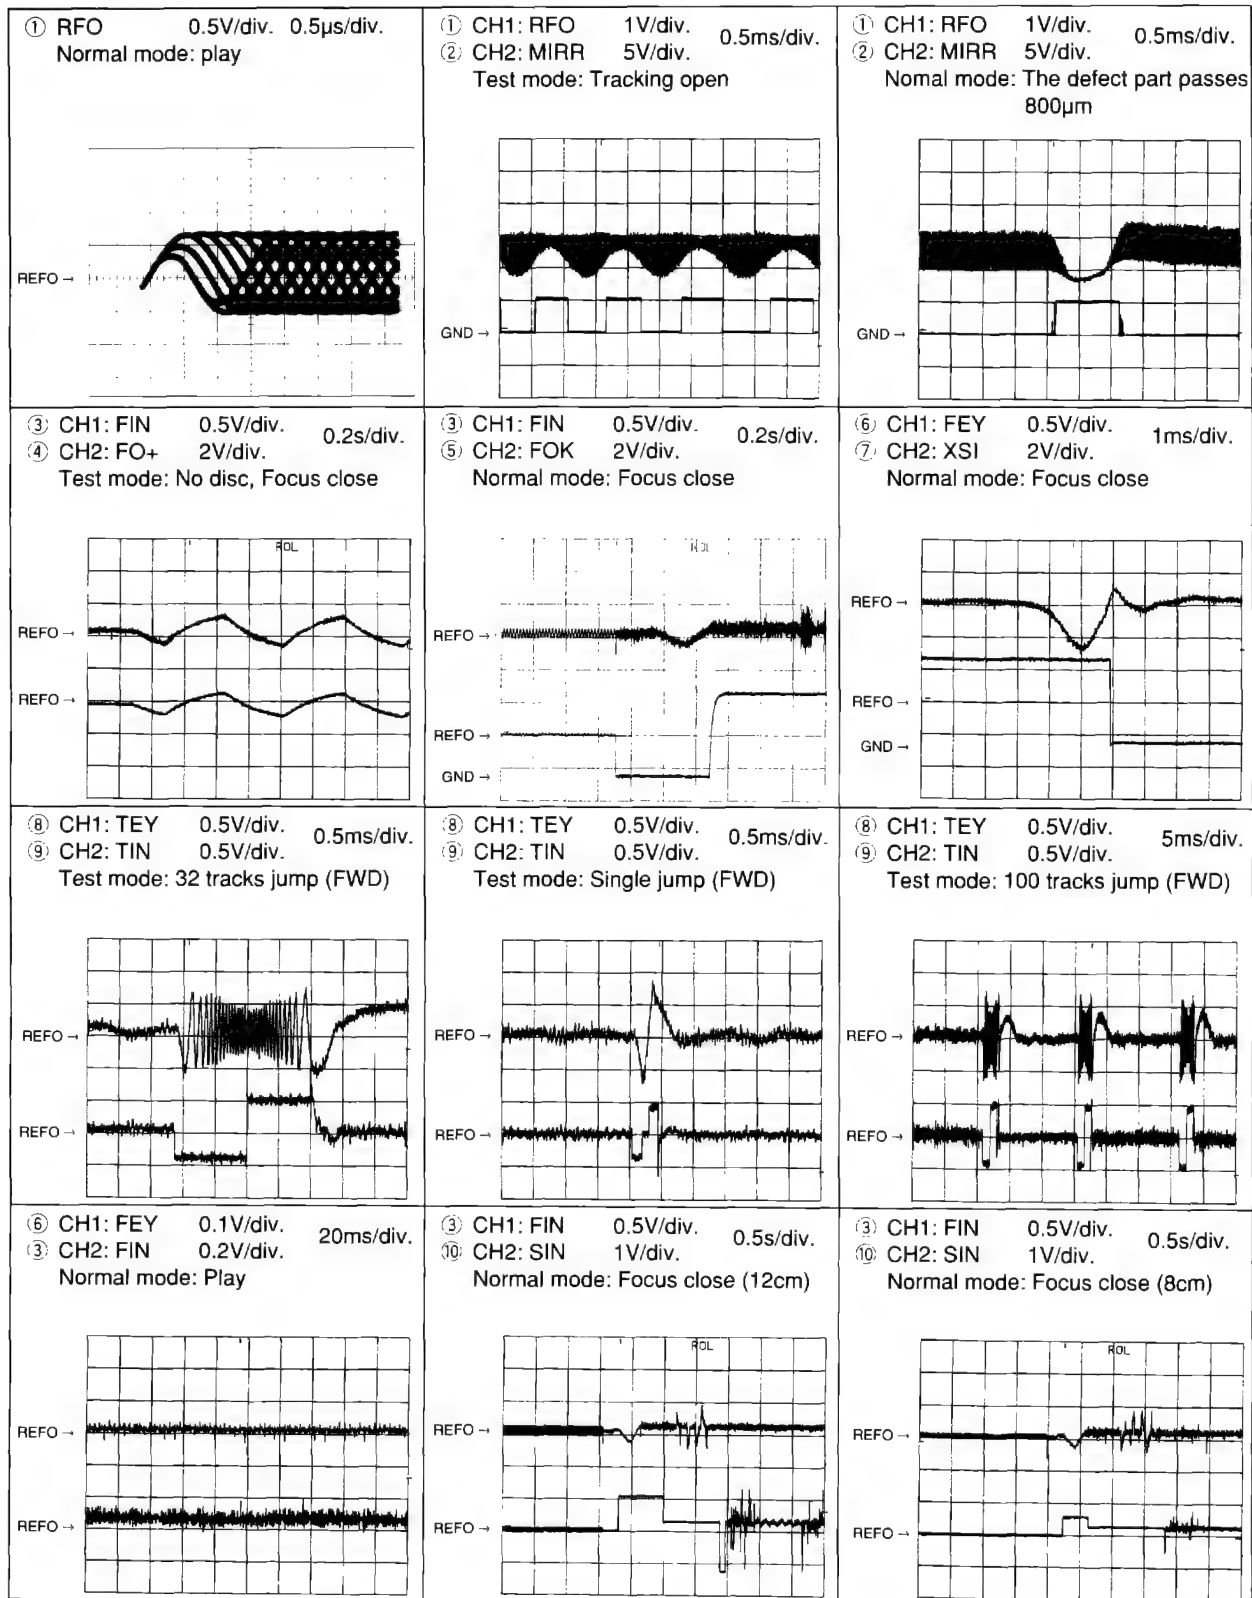 ① RFO 0.5V/div. 0.5µs/div.
Normal mode: play
REFO →
① CH1: RFO 1V/div. 0.5ms/div.
② CH2: MIRR 5V/div.
Test mode: Tracking open
GND →
① CH1: RFO 1V/div. 0.5ms/div.
② CH2: MIRR 5V/div.
Nomal mode: The defect part passes
800µm
GND →
③ CH1: FIN 0.5V/div. 0.2s/div.
④ CH2: FO+ 2V/div.
Test mode: No disc, Focus close
ROL
REFO →
REFO →
③ CH1: FIN 0.5V/div. 0.2s/div.
⑤ CH2: FOK 2V/div.
Normal mode: Focus close
ROL
REFO →
REFO →
GND →
⑥ CH1: FEY 0.5V/div. 1ms/div.
⑦ CH2: XSI 2V/div.
Normal mode: Focus close
REFO →
REFO →
GND →
⑧ CH1: TEY 0.5V/div. 0.5ms/div.
⑨ CH2: TIN 0.5V/div.
Test mode: 32 tracks jump (FWD)
REFO →
REFO →
⑧ CH1: TEY 0.5V/div. 0.5ms/div.
⑨ CH2: TIN 0.5V/div.
Test mode: Single jump (FWD)
REFO →
REFO →
⑧ CH1: TEY 0.5V/div. 5ms/div.
⑨ CH2: TIN 0.5V/div.
Test mode: 100 tracks jump (FWD)
REFO →
REFO →
⑥ CH1: FEY 0.1V/div. 20ms/div.
③ CH2: FIN 0.2V/div.
Normal mode: Play
REFO →
REFO →
③ CH1: FIN 0.5V/div. 0.5s/div.
⑩ CH2: SIN 1V/div.
Normal mode: Focus close (12cm)
ROL
REFO →
REFO →
③ CH1: FIN 0.5V/div. 0.5s/div.
⑩ CH2: SIN 1V/div.
Normal mode: Focus close (8cm)
ROL
REFO →
REFO →